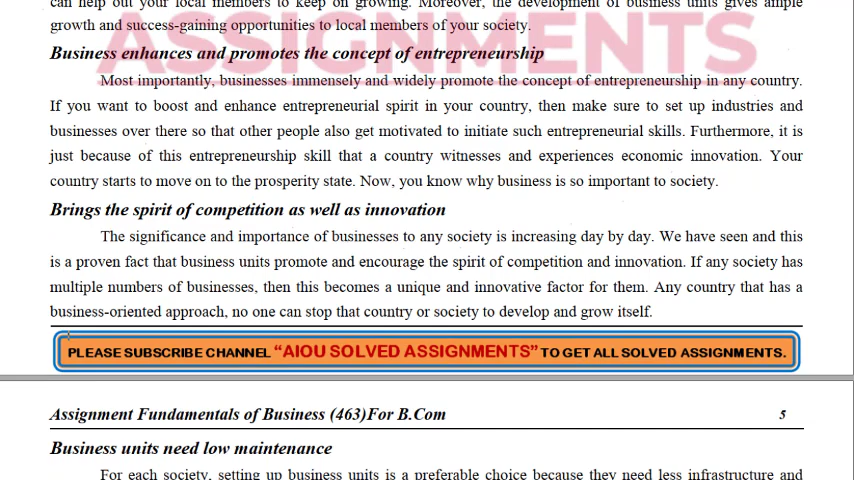 can help out your local members to keep on growing. Moreover, the development of business units gives ample
growth and success-gaining opportunities to local members of your society.
ASSIGNMENTS
Business enhances and promotes the concept of entrepreneurship
Most importantly, businesses immensely and widely promote the concept of entrepreneurship in any country.
If you want to boost and enhance entrepreneurial spirit in your country, then make sure to set up industries and
businesses over there so that other people also get motivated to initiate such entrepreneurial skills. Furthermore, it is
just because of this entrepreneurship skill that a country witnesses and experiences economic innovation. Your
country starts to move on to the prosperity state. Now, you know why business is so important to society.
Brings the spirit of competition as well as innovation
The significance and importance of businesses to any society is increasing day by day. We have seen and this
is a proven fact that business units promote and encourage the spirit of competition and innovation. If any society has
multiple numbers of businesses, then this becomes a unique and innovative factor for them. Any country that has a
business-oriented approach, no one can stop that country or society to develop and grow itself.
PLEASE SUBSCRIBE CHANNEL “AIOU SOLVED ASSIGNMENTS” TO GET ALL SOLVED ASSIGNMENTS.
Assignment Fundamentals of Business (463)For B.Com 5
Business units need low maintenance
For each society, setting up business units is a preferable choice because they need less infrastructure and